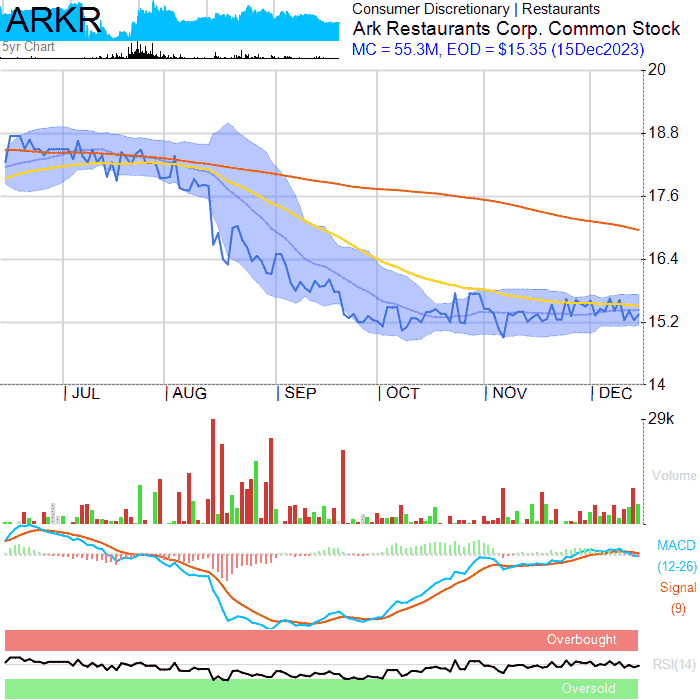 ARKR
5yr Chart
Consumer Discretionary | Restaurants
Ark Restaurants Corp. Common Stock
MC = 55.3M, EOD = $15.35 (15Dec2023)
20
18.8
17.6
16.4
15.2
14
JUL AUG SEP OCT NOV DEC
29k
Volume
MACD
(12-26)
Signal
(9)
Overbought
RSI(14)
Oversold